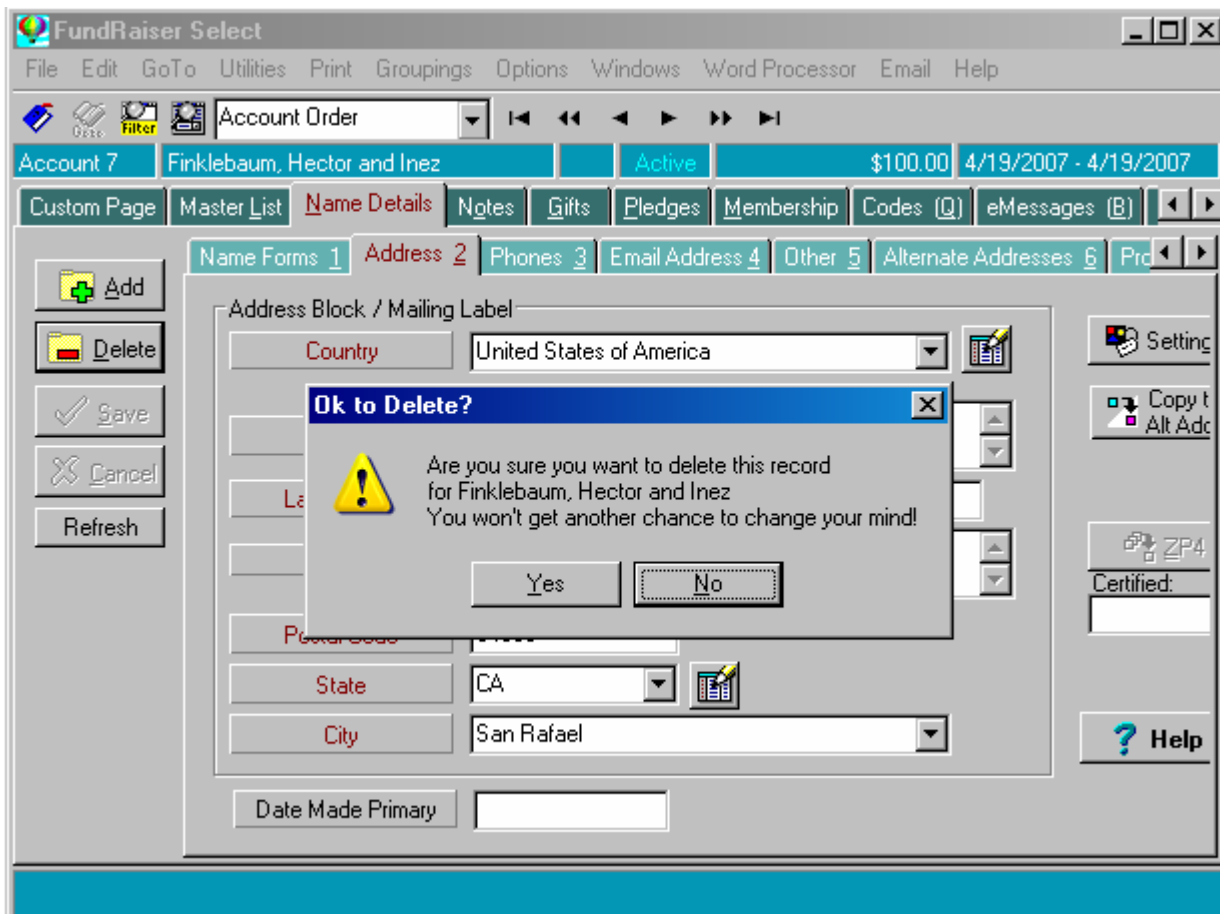 FundRaiser Select
File Edit GoTo Utilities Print Groupings Options Windows Word Processor Email Help
Filter Account Order
Account 7 Finklebaum, Hector and Inez Active $100.00 4/19/2007 - 4/19/2007
Custom Page Master List Name Details Notes Gifts Pledges Membership Codes (Q) eMessages (B)
Name Forms 1 Address 2 Phones 3 Email Address 4 Other 5 Alternate Addresses 6
Add
Delete
Save
Cancel
Refresh
Address Block / Mailing Label
Country United States of America
Ok to Delete?
Are you sure you want to delete this record
for Finklebaum, Hector and Inez
You won't get another chance to change your mind!
Yes No
State CA
City San Rafael
Date Made Primary
Setting
Copy t
Alt Add
ZP4
Certified:
Help